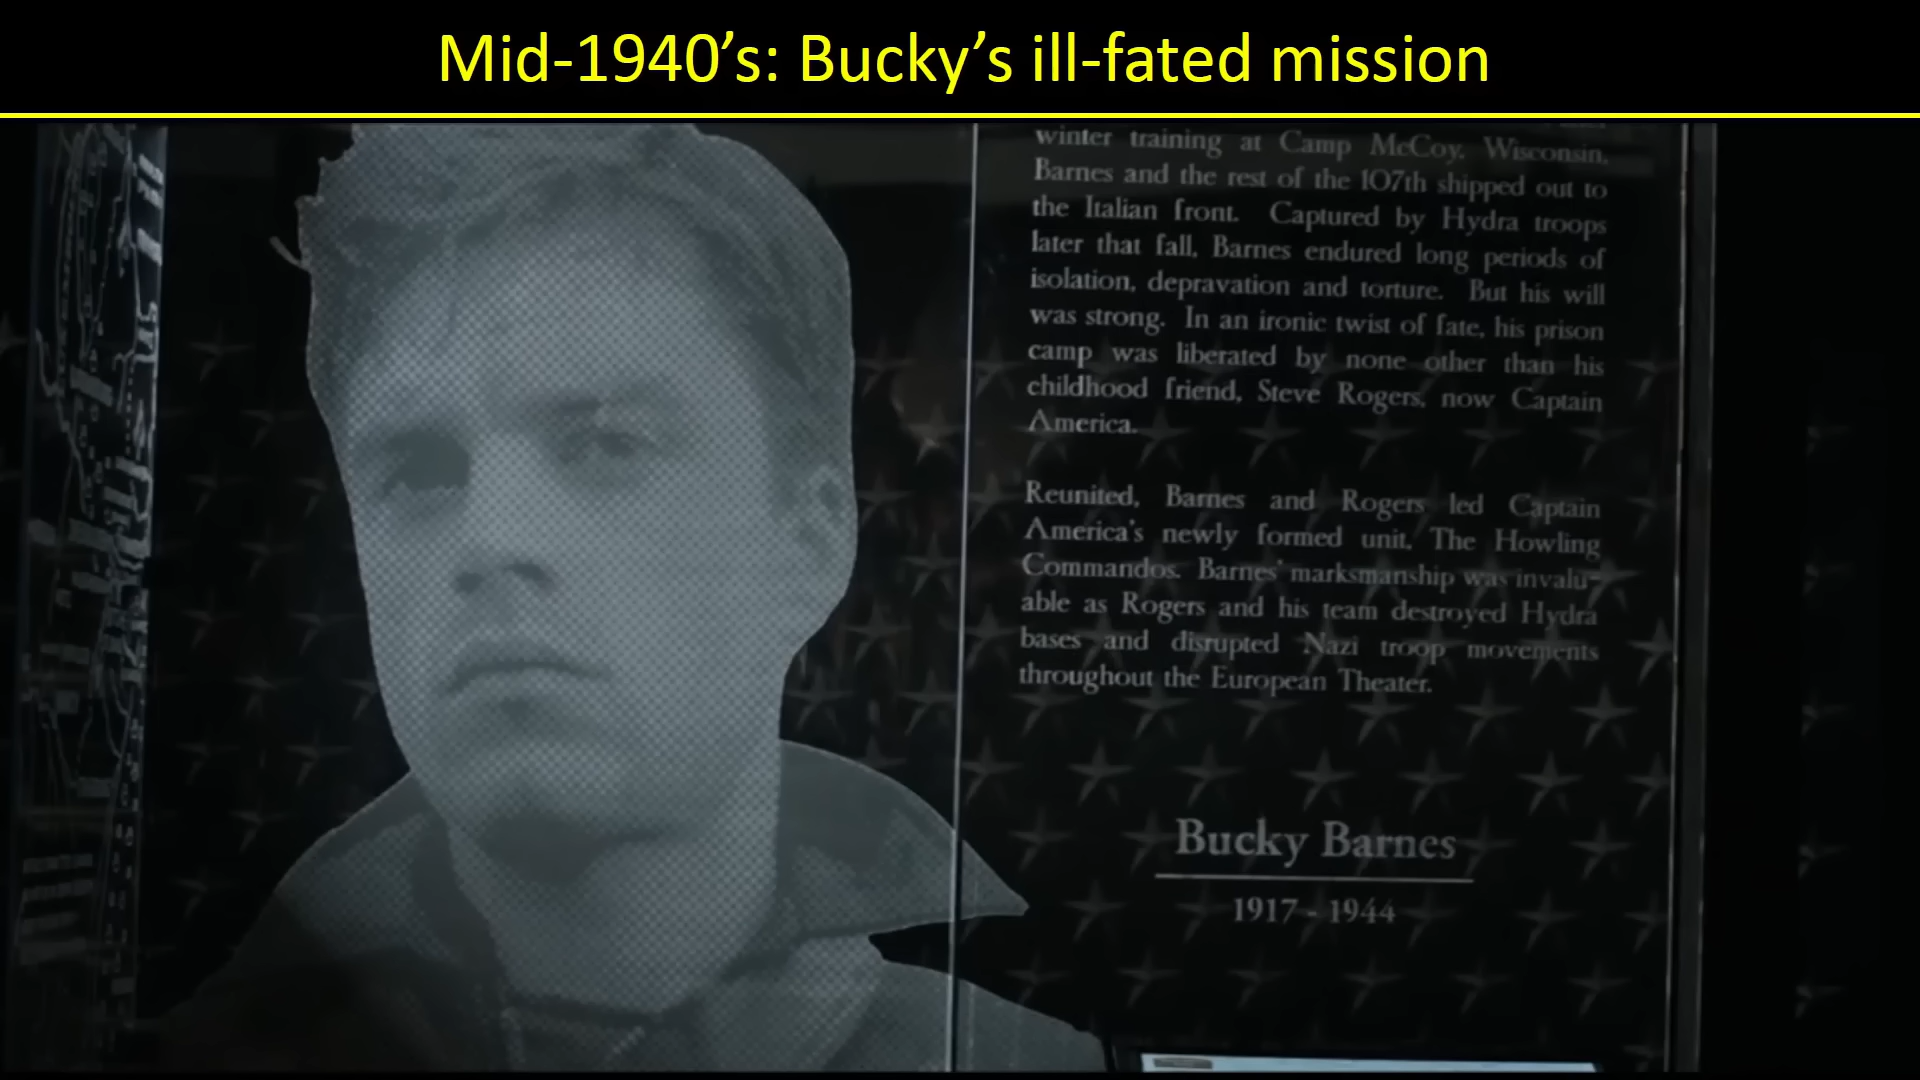 Mid-1940’s: Bucky’s ill-fated mission
winter training at Camp McCoy, Wisconsin,
Barnes and the rest of the 107th shipped out to
the Italian front. Captured by Hydra troops
later that fall, Barnes endured long periods of
isolation, depravation and torture. But his will
was strong. In an ironic twist of fate, his prison
camp was liberated by none other than his
childhood friend, Steve Rogers, now Captain
America.
Reunited, Barnes and Rogers led Captain
America's newly formed unit, The Howling
Commandos. Barnes' marksmanship was invalu-
able as Rogers and his team destroyed Hydra
bases and disrupted Nazi troop movements
throughout the European Theater.
Bucky Barnes
1917 - 1944